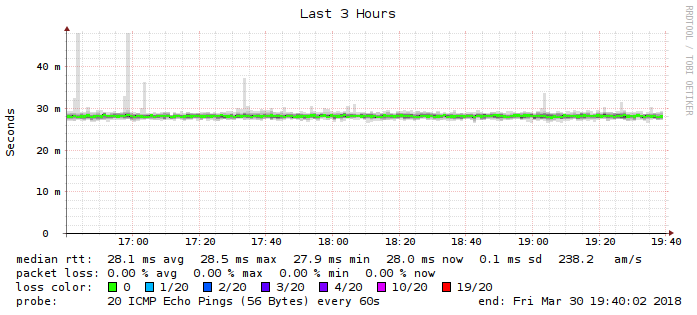 Last 3 Hours
RRDTOOL / TOBI OETIKER
Seconds
40 m
30 m
20 m
10 m
0
17:00 17:20 17:40 18:00 18:20 18:40 19:00 19:20 19:40
median rtt: 28.1 ms avg 28.5 ms max 27.9 ms min 28.0 ms now 0.1 ms sd 238.2 am/s
packet loss: 0.00 % avg 0.00 % max 0.00 % min 0.00 % now
loss color: 0 1/20 2/20 3/20 4/20 10/20 19/20
probe: 20 ICMP Echo Pings (56 Bytes) every 60s end: Fri Mar 30 19:40:02 2018